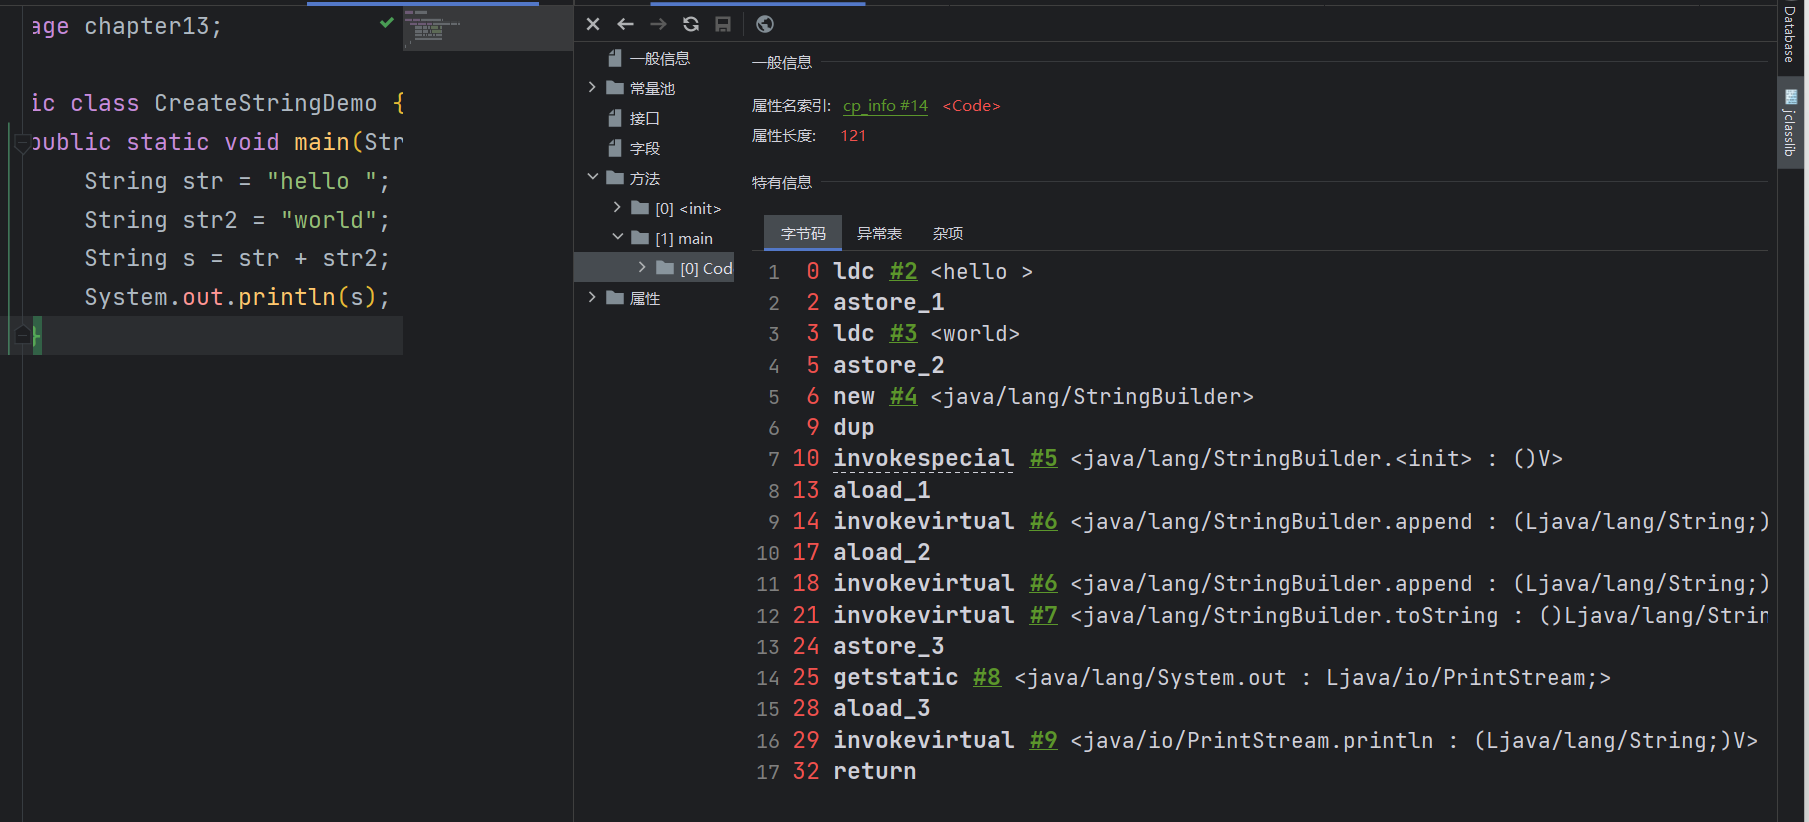 age chapter13;
ic class CreateStringDemo {
public static void main(Str
String str = "hello ";
String str2 = "world";
String s = str + str2;
System.out.println(s);
}
一般信息
常量池
接口
字段
方法
[0] <init>
[1] main
[0] Cod
属性
一般信息
属性名索引: cp_info #14 <Code>
属性长度: 121
特有信息
字节码 异常表 杂项
1 0 ldc #2 <hello >
2 2 astore_1
3 3 ldc #3 <world>
4 5 astore_2
5 6 new #4 <java/lang/StringBuilder>
6 9 dup
7 10 invokespecial #5 <java/lang/StringBuilder.<init> : ()V>
8 13 aload_1
9 14 invokevirtual #6 <java/lang/StringBuilder.append : (Ljava/lang/String;)
10 17 aload_2
11 18 invokevirtual #6 <java/lang/StringBuilder.append : (Ljava/lang/String;)
12 21 invokevirtual #7 <java/lang/StringBuilder.toString : ()Ljava/lang/Strin
13 24 astore_3
14 25 getstatic #8 <java/lang/System.out : Ljava/io/PrintStream;>
15 28 aload_3
16 29 invokevirtual #9 <java/io/PrintStream.println : (Ljava/lang/String;)V>
17 32 return
Database
jclasslib